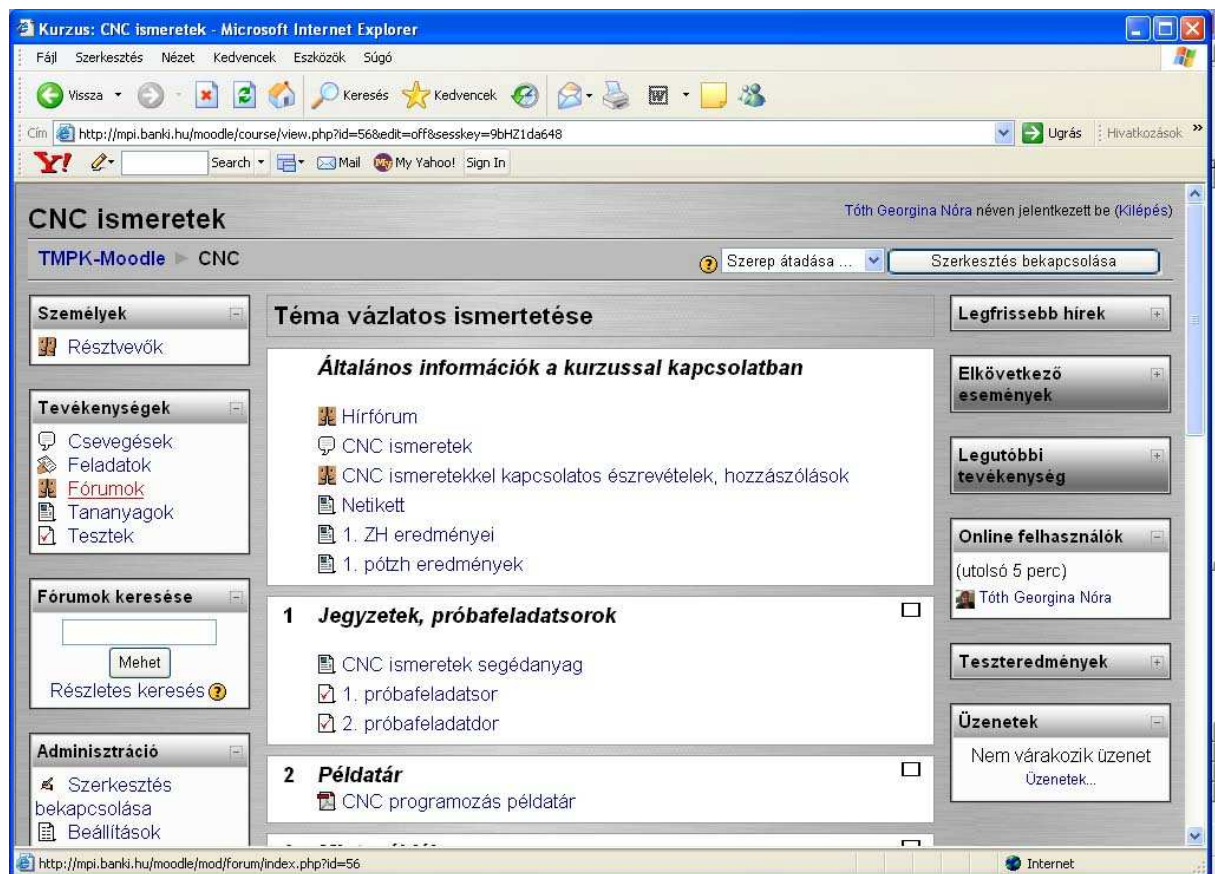 Kurzus: CNC ismeretek - Microsoft Internet Explorer
Fájl Szerkesztés Nézet Kedvencek Eszközök Súgó
Vissza Keresés Kedvencek
Cím http://mpi.banki.hu/moodle/course/view.php?id=56&edit=off&sesskey=9bHZ1da648 Ugrás Hivatkozások »
Y! Search Mail My Yahoo! Sign In
CNC ismeretek
Tóth Georgina Nóra néven jelentkezett be (Kilépés)
TMPK-Moodle ► CNC
Szerep átadása ... Szerkesztés bekapcsolása
Személyek
Résztvevők
Tevékenységek
Csevegések
Feladatok
Fórumok
Tananyagok
Tesztek
Fórumok keresése
Mehet
Részletes keresés
Adminisztráció
Szerkesztés
bekapcsolása
Beállítások
Téma vázlatos ismertetése
Általános információk a kurzussal kapcsolatban
Hírfórum
CNC ismeretek
CNC ismeretekkel kapcsolatos észrevételek, hozzászólások
Netikett
1. ZH eredményei
1. pótzh eredmények
1 Jegyzetek, próbafeladatsorok
CNC ismeretek segédanyag
1. próbafeladatsor
2. próbafeladatdor
2 Példatár
CNC programozás példatár
Legfrissebb hírek
Elkövetkező
események
Legutóbbi
tevékenység
Online felhasználók
(utolsó 5 perc)
Tóth Georgina Nóra
Teszteredmények
Üzenetek
Nem várakozik üzenet
Üzenetek...
http://mpi.banki.hu/moodle/mod/forum/index.php?id=56 Internet